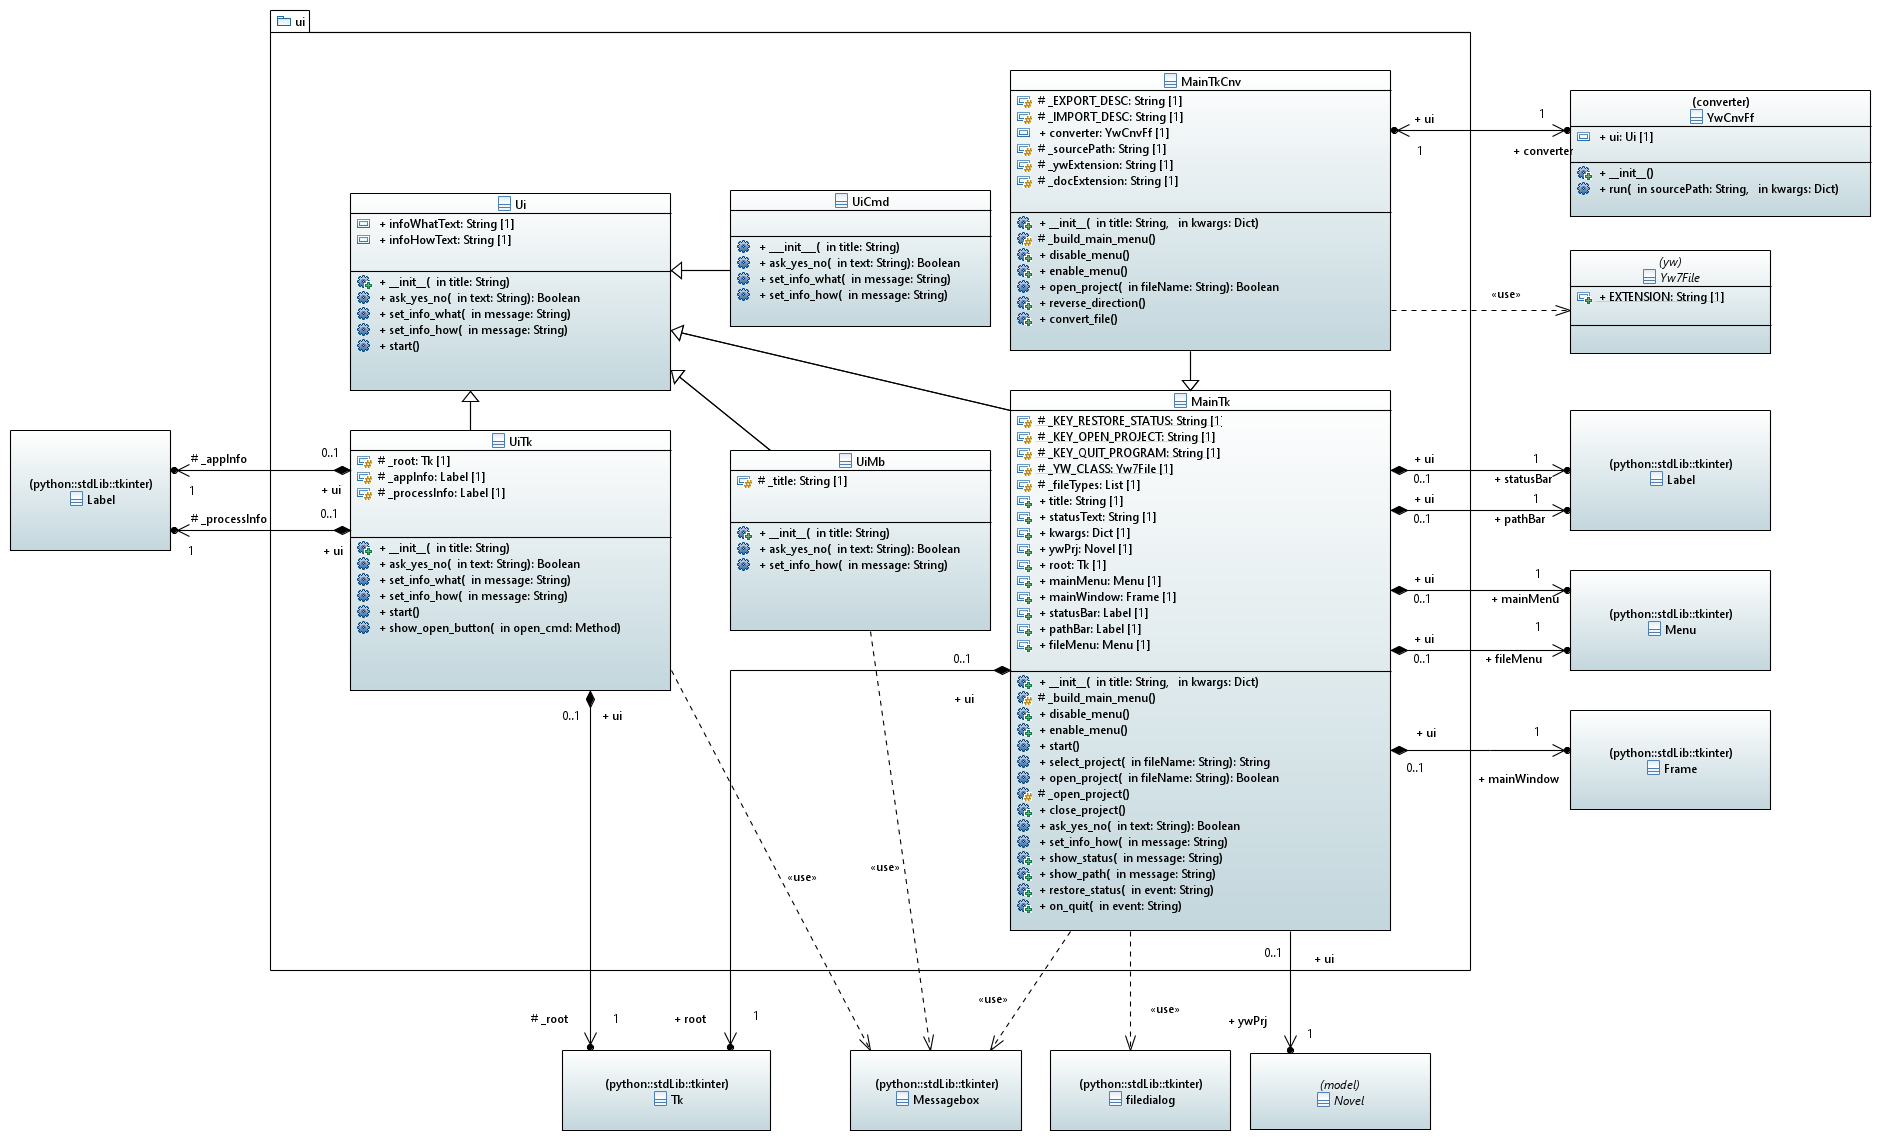 ui
MainTkCnv
# _EXPORT_DESC: String [1]
# _IMPORT_DESC: String [1]
+ converter: YwCnvFf [1]
# _sourcePath: String [1]
# _ywExtension: String [1]
# _docExtension: String [1]
+ __init__( in title: String, in kwargs: Dict)
# _build_main_menu()
+ disable_menu()
+ enable_menu()
+ open_project( in fileName: String): Boolean
+ reverse_direction()
+ convert_file()
+ ui
1
1
+ converter
(converter)
YwCnvFf
+ ui: Ui [1]
+ __init__()
+ run( in sourcePath: String, in kwargs: Dict)
Ui
+ infoWhatText: String [1]
+ infoHowText: String [1]
+ __init__( in title: String)
+ ask_yes_no( in text: String): Boolean
+ set_info_what( in message: String)
+ set_info_how( in message: String)
+ start()
UiCmd
+ ___init__( in title: String)
+ ask_yes_no( in text: String): Boolean
+ set_info_what( in message: String)
+ set_info_how( in message: String)
«use»
(yw)
Yw7File
+ EXTENSION: String [1]
(python::stdLib::tkinter)
Label
# _appInfo
1
0..1
+ ui
# _processInfo
1
0..1
+ ui
UiTk
# _root: Tk [1]
# _appInfo: Label [1]
# _processInfo: Label [1]
+ __init__( in title: String)
+ ask_yes_no( in text: String): Boolean
+ set_info_what( in message: String)
+ set_info_how( in message: String)
+ start()
+ show_open_button( in open_cmd: Method)
UiMb
# _title: String [1]
+ __init__( in title: String)
+ ask_yes_no( in text: String): Boolean
+ set_info_how( in message: String)
MainTk
# _KEY_RESTORE_STATUS: String [1]
# _KEY_OPEN_PROJECT: String [1]
# _KEY_QUIT_PROGRAM: String [1]
# _YW_CLASS: Yw7File [1]
# _fileTypes: List [1]
+ title: String [1]
+ statusText: String [1]
+ kwargs: Dict [1]
+ ywPrj: Novel [1]
+ root: Tk [1]
+ mainMenu: Menu [1]
+ mainWindow: Frame [1]
+ statusBar: Label [1]
+ pathBar: Label [1]
+ fileMenu: Menu [1]
+ __init__( in title: String, in kwargs: Dict)
# _build_main_menu()
+ disable_menu()
+ enable_menu()
+ start()
+ select_project( in fileName: String): String
+ open_project( in fileName: String): Boolean
# _open_project()
+ close_project()
+ ask_yes_no( in text: String): Boolean
+ set_info_how( in message: String)
+ show_status( in message: String)
+ show_path( in message: String)
+ restore_status( in event: String)
+ on_quit( in event: String)
+ ui
1
0..1
+ statusBar
+ ui
1
0..1
+ pathBar
(python::stdLib::tkinter)
Label
+ ui
1
0..1
+ mainMenu
+ ui
1
0..1
+ fileMenu
(python::stdLib::tkinter)
Menu
+ ui
1
0..1
+ mainWindow
(python::stdLib::tkinter)
Frame
0..1
+ ui
0..1
+ ui
«use»
«use»
«use»
«use»
0..1
+ ui
# _root
1
+ root
1
+ ywPrj
1
(python::stdLib::tkinter)
Tk
(python::stdLib::tkinter)
Messagebox
(python::stdLib::tkinter)
filedialog
(model)
Novel